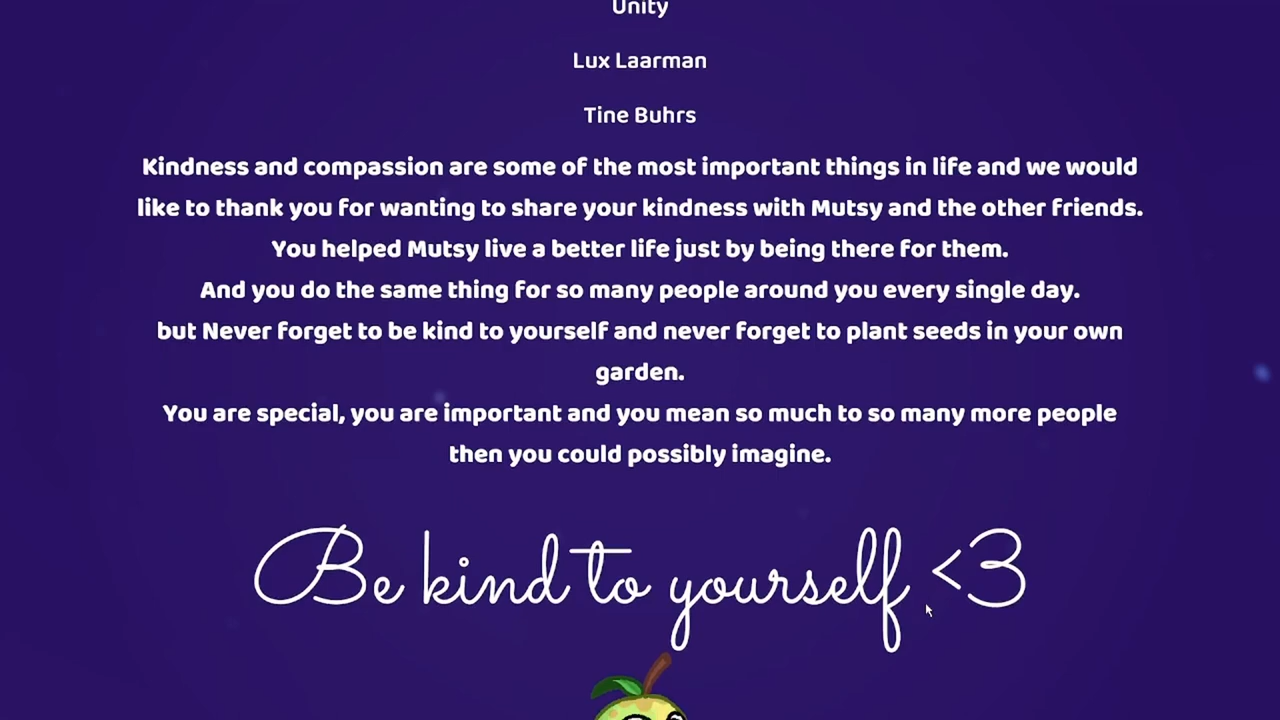 Unity
Lux Laarman
Tine Buhrs
Kindness and compassion are some of the most important things in life and we would
like to thank you for wanting to share your kindness with Mutsy and the other friends.
You helped Mutsy live a better life just by being there for them.
And you do the same thing for so many people around you every single day.
but Never forget to be kind to yourself and never forget to plant seeds in your own
garden.
You are special, you are important and you mean so much to so many more people
then you could possibly imagine.
Be kind to yourself <3